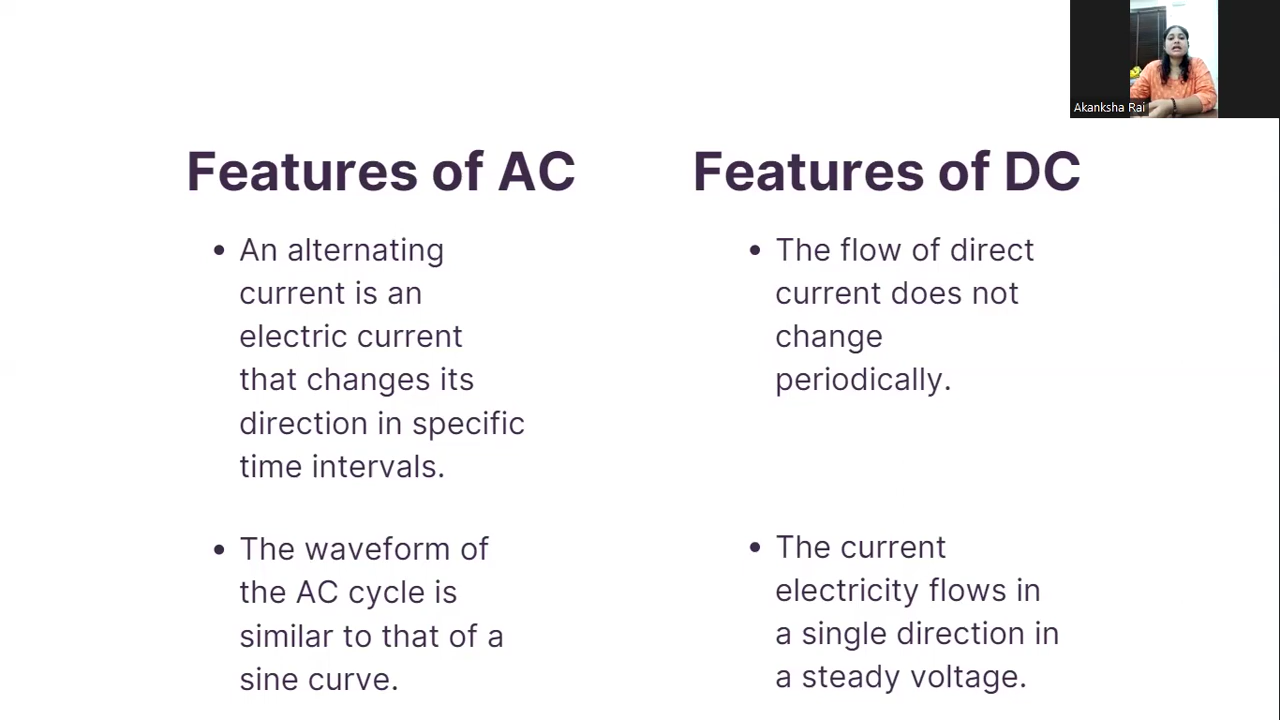 Akanksha Rai
Features of AC
• An alternating
current is an
electric current
that changes its
direction in specific
time intervals.
• The waveform of
the AC cycle is
similar to that of a
sine curve.
Features of DC
• The flow of direct
current does not
change
periodically.
• The current
electricity flows in
a single direction in
a steady voltage.